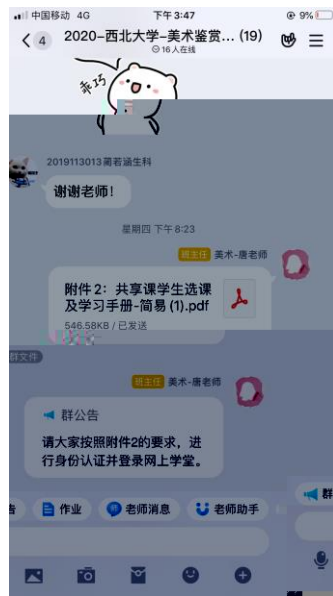 中国移动 4G
下午3:47
9%
4
2020-西北大学-美术鉴赏... (19)
16人在线
乖巧
2019113013蔺若涵生科
谢谢老师!
星期四 下午 8:23
班主任 美术-唐老师
附件2:共享课学生选课
及学习手册-简易 (1).pdf
546.58KB / 已发送
群文件
班主任 美术-唐老师
群公告
请大家按照附件2的要求,进
行身份认证并登录网上学堂。
作业
老师消息
老师助手
群